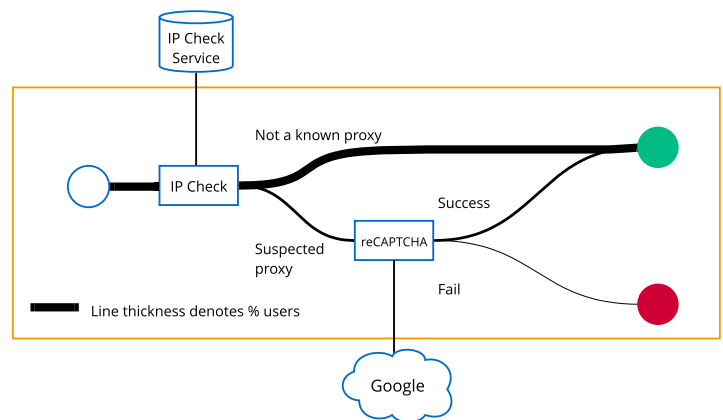 IP Check
Service
Not a known proxy
IP Check
Success
reCAPTCHA
Suspected
proxy
Fail
Line thickness denotes % users
Google